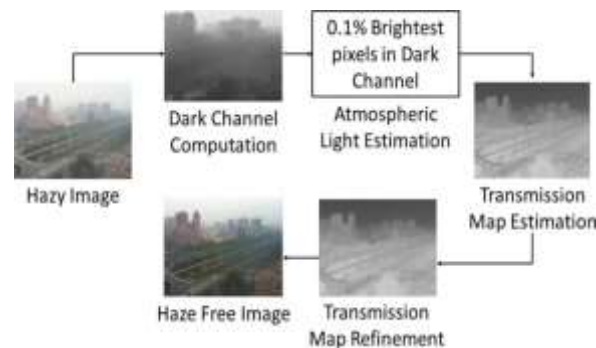 0.1% Brightest
pixels in Dark
Channel
Dark Channel
Computation
Atmospheric
Light Estimation
Hazy Image
Transmission
Map Estimation
Haze Free Image
Transmission
Map Refinement